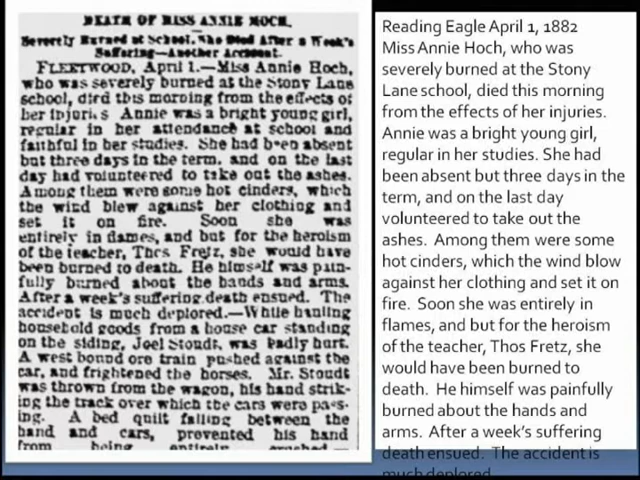 DEATH OF MISS ANNIE HOCH.
Severely Burned at School, Who Died After a Week's
Suffering—Another Account.
FLEETWOOD, April 1.—Miss Annie Hoch,
who was severely burned at the Stony Lane
school, died this morning from the effects of
her injuries Annie was a bright young girl,
regular in her attendance at school and
faithful in her studies. She had been absent
but three days in the term, and on the last
day had volunteered to take out the ashes.
Among them were some hot cinders, which
the wind blew against her clothing and
set it on fire. Soon she was
entirely in flames, and but for the heroism
of the teacher, Thos. Fretz, she would have
been burned to death. He himself was pain-
fully burned about the hands and arms.
After a week's suffering death ensued. The
accident is much deplored.—While hauling
household goods from a house car standing
on the siding, Joel Stoudt, was badly hurt.
A west bound ore train pushed against the
car, and frightened the horses. Mr. Stoudt
was thrown from the wagon, his hand strik-
ing the track over which the cars were pass-
ing. A bed quilt falling between the
hand and cars, prevented his hand
from being entirely crushed—
Reading Eagle April 1, 1882
Miss Annie Hoch, who was
severely burned at the Stony
Lane school, died this morning
from the effects of her injuries.
Annie was a bright young girl,
regular in her studies. She had
been absent but three days in the
term, and on the last day
volunteered to take out the
ashes. Among them were some
hot cinders, which the wind blow
against her clothing and set it on
fire. Soon she was entirely in
flames, and but for the heroism
of the teacher, Thos Fretz, she
would have been burned to
death. He himself was painfully
burned about the hands and
arms. After a week's suffering
death ensued. The accident is
much deplored